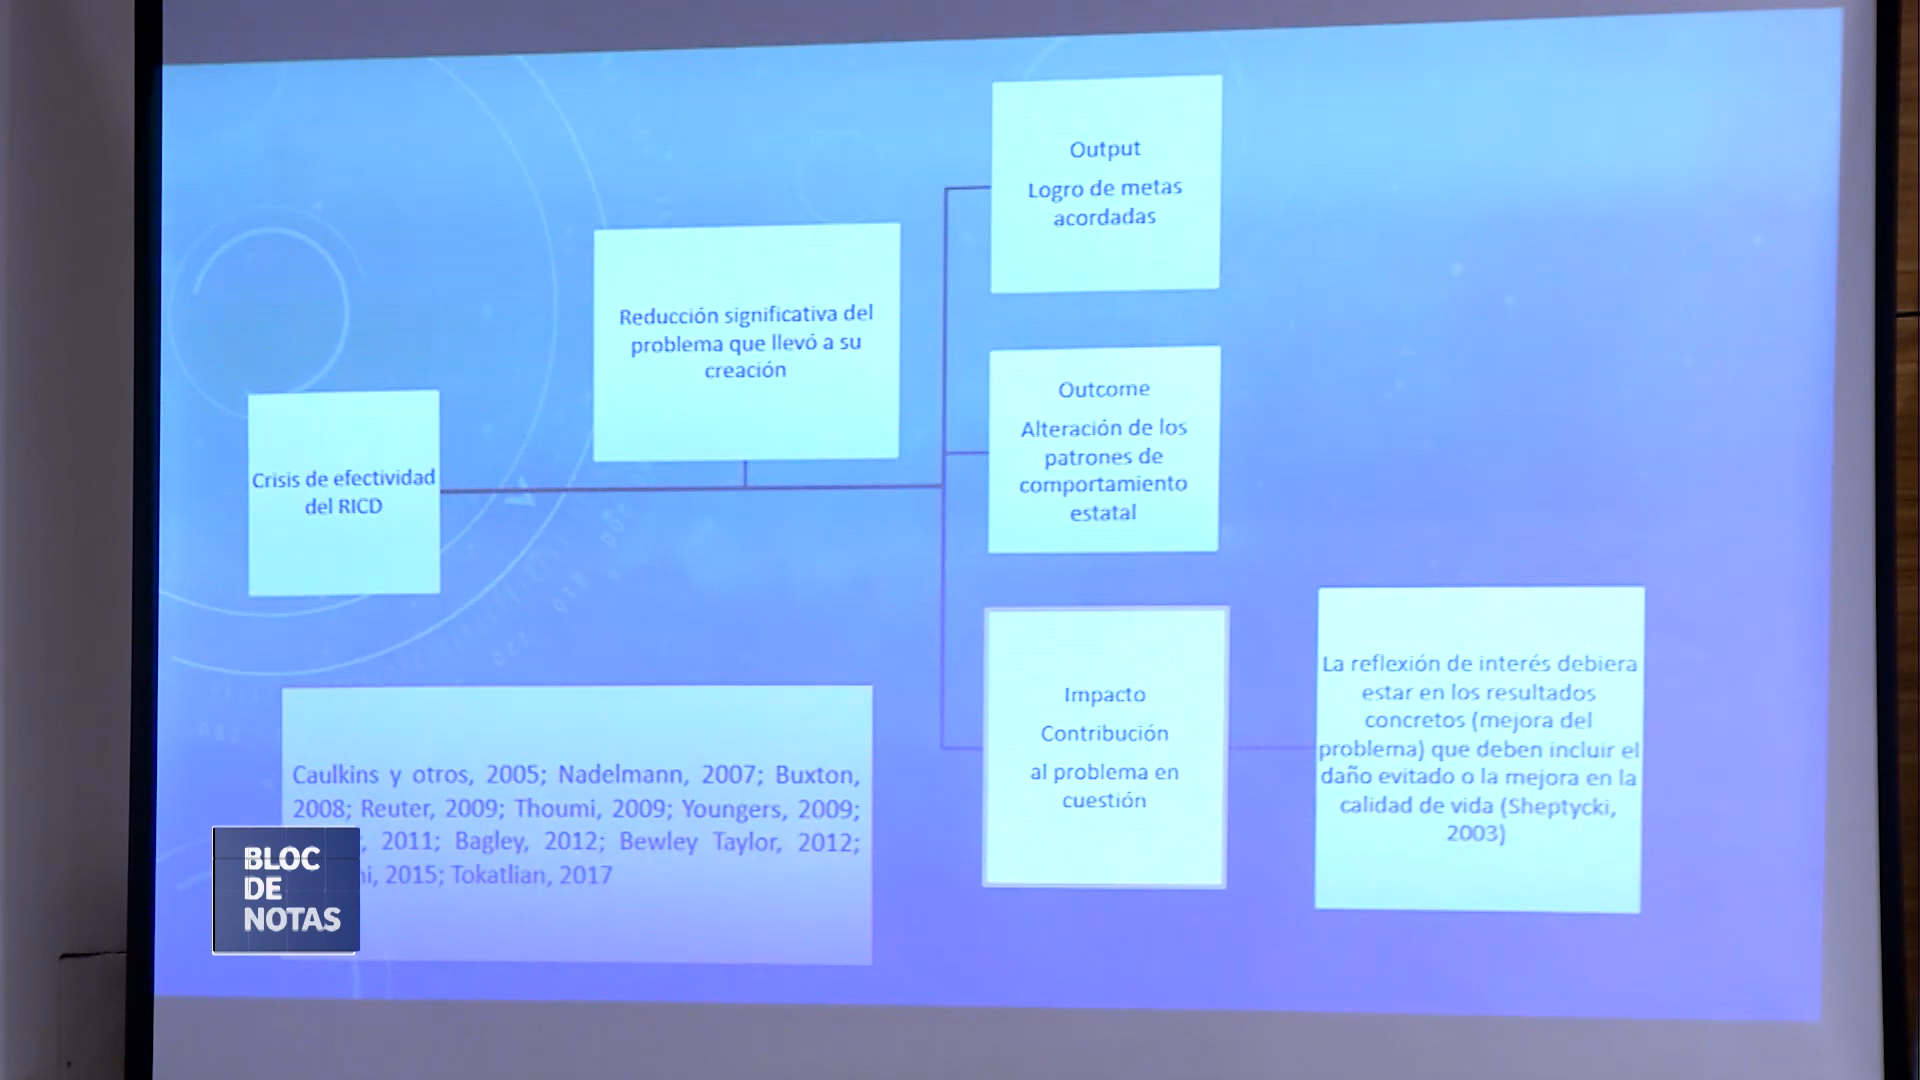 Crisis de efectividad
del RICD
Reducción significativa del
problema que llevó a su
creación
Output
Logro de metas
acordadas
Outcome
Alteración de los
patrones de
comportamiento
estatal
Impacto
Contribución
al problema en
cuestión
La reflexión de interés debiera
estar en los resultados
concretos (mejora del
problema) que deben incluir el
daño evitado o la mejora en la
calidad de vida (Sheptycki,
2003)
Caulkins y otros, 2005; Nadelmann, 2007; Buxton,
2008; Reuter, 2009; Thoumi, 2009; Youngers, 2009;
2011; Bagley, 2012; Bewley Taylor, 2012;
2015; Tokatlian, 2017
BLOC
DE
NOTAS